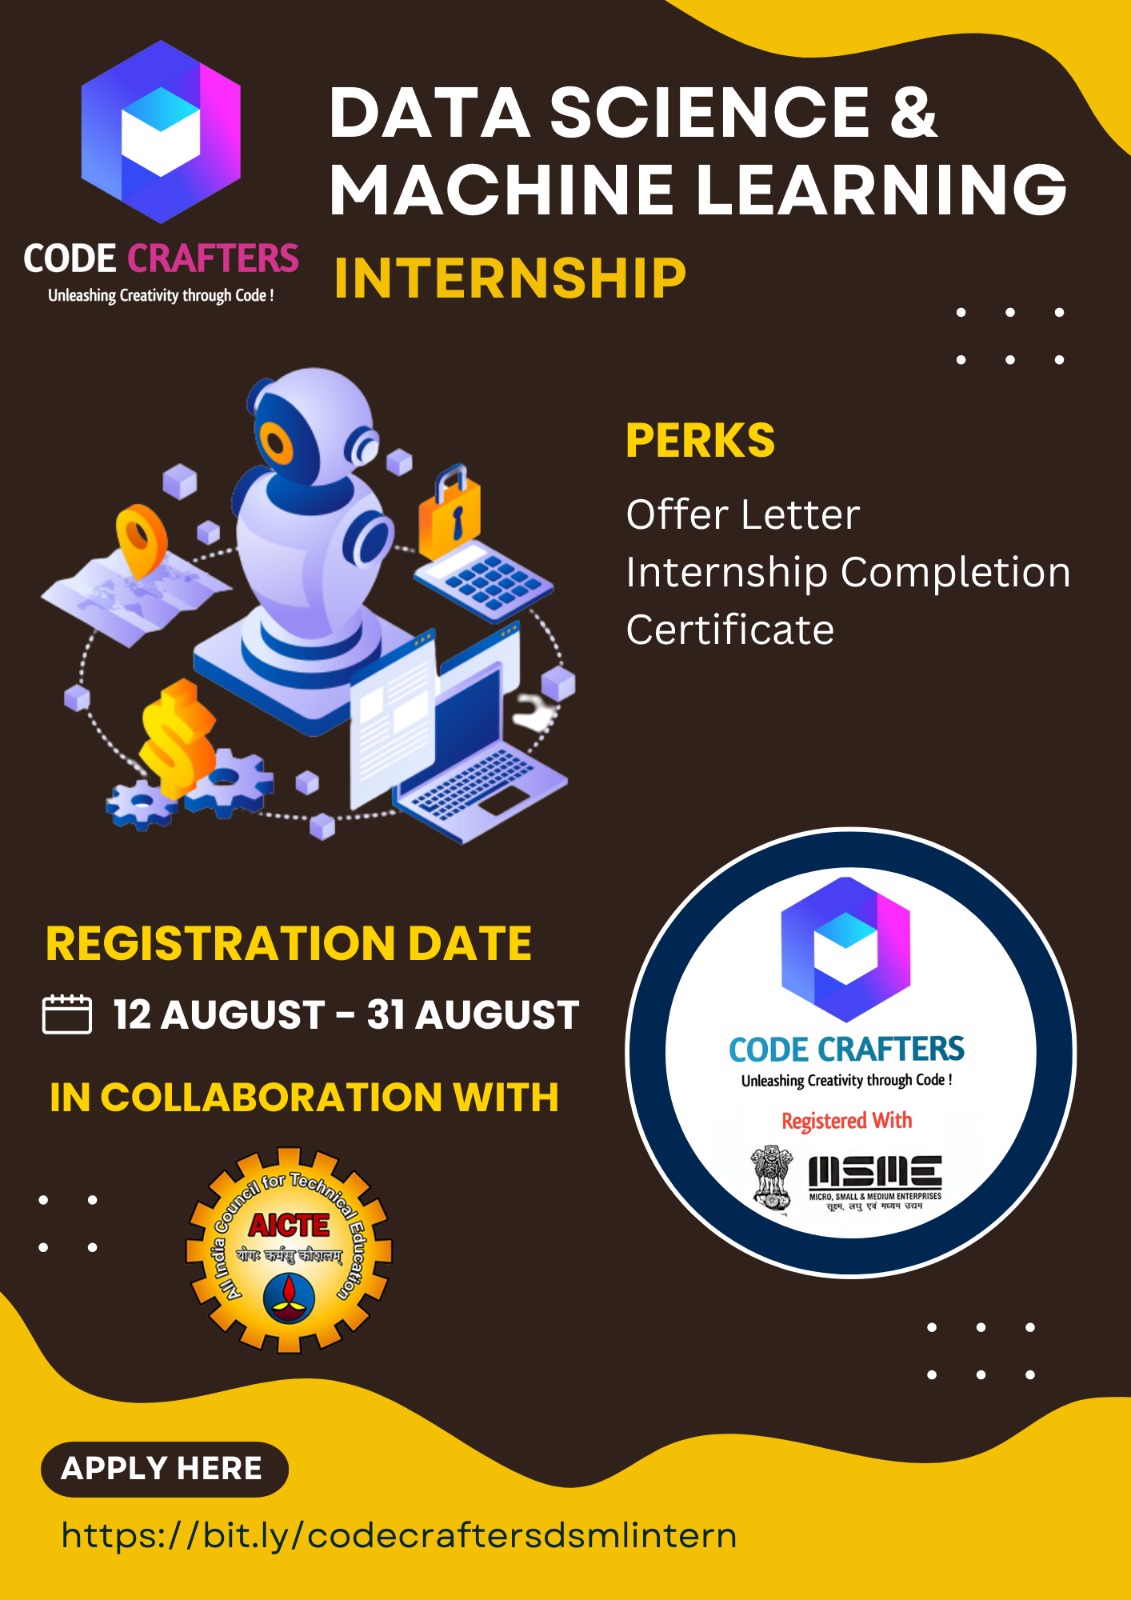 DATA SCIENCE &
MACHINE LEARNING
INTERNSHIP
CODE CRAFTERS
Unleashing Creativity through Code !
PERKS
Offer Letter
Internship Completion
Certificate
REGISTRATION DATE
12 AUGUST - 31 AUGUST
IN COLLABORATION WITH
All India Council for Technical Education
AICTE
योगः कर्मसु कौशलम्
CODE CRAFTERS
Unleashing Creativity through Code !
Registered With
MSME
MICRO, SMALL & MEDIUM ENTERPRISES
सूक्ष्म, लघु एवं मध्यम उद्यम
APPLY HERE
https://bit.ly/codecraftersdsmlintern